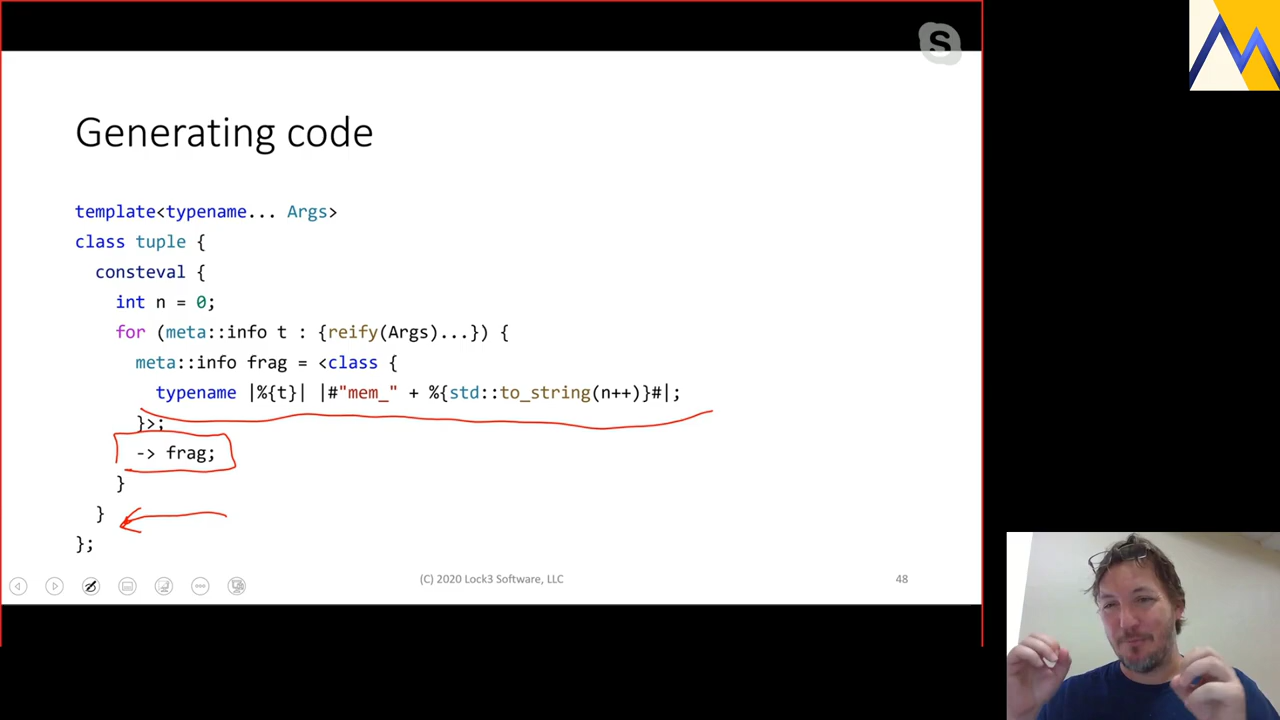 S
Generating code
template<typename... Args>
class tuple {
consteval {
int n = 0;
for (meta::info t : {reify(Args)...}) {
meta::info frag = <class {
typename |%{t}| |#"mem_" + %{std::to_string(n++)}#|;
}>;
-> frag;
}
}
};
(C) 2020 Lock3 Software, LLC
48